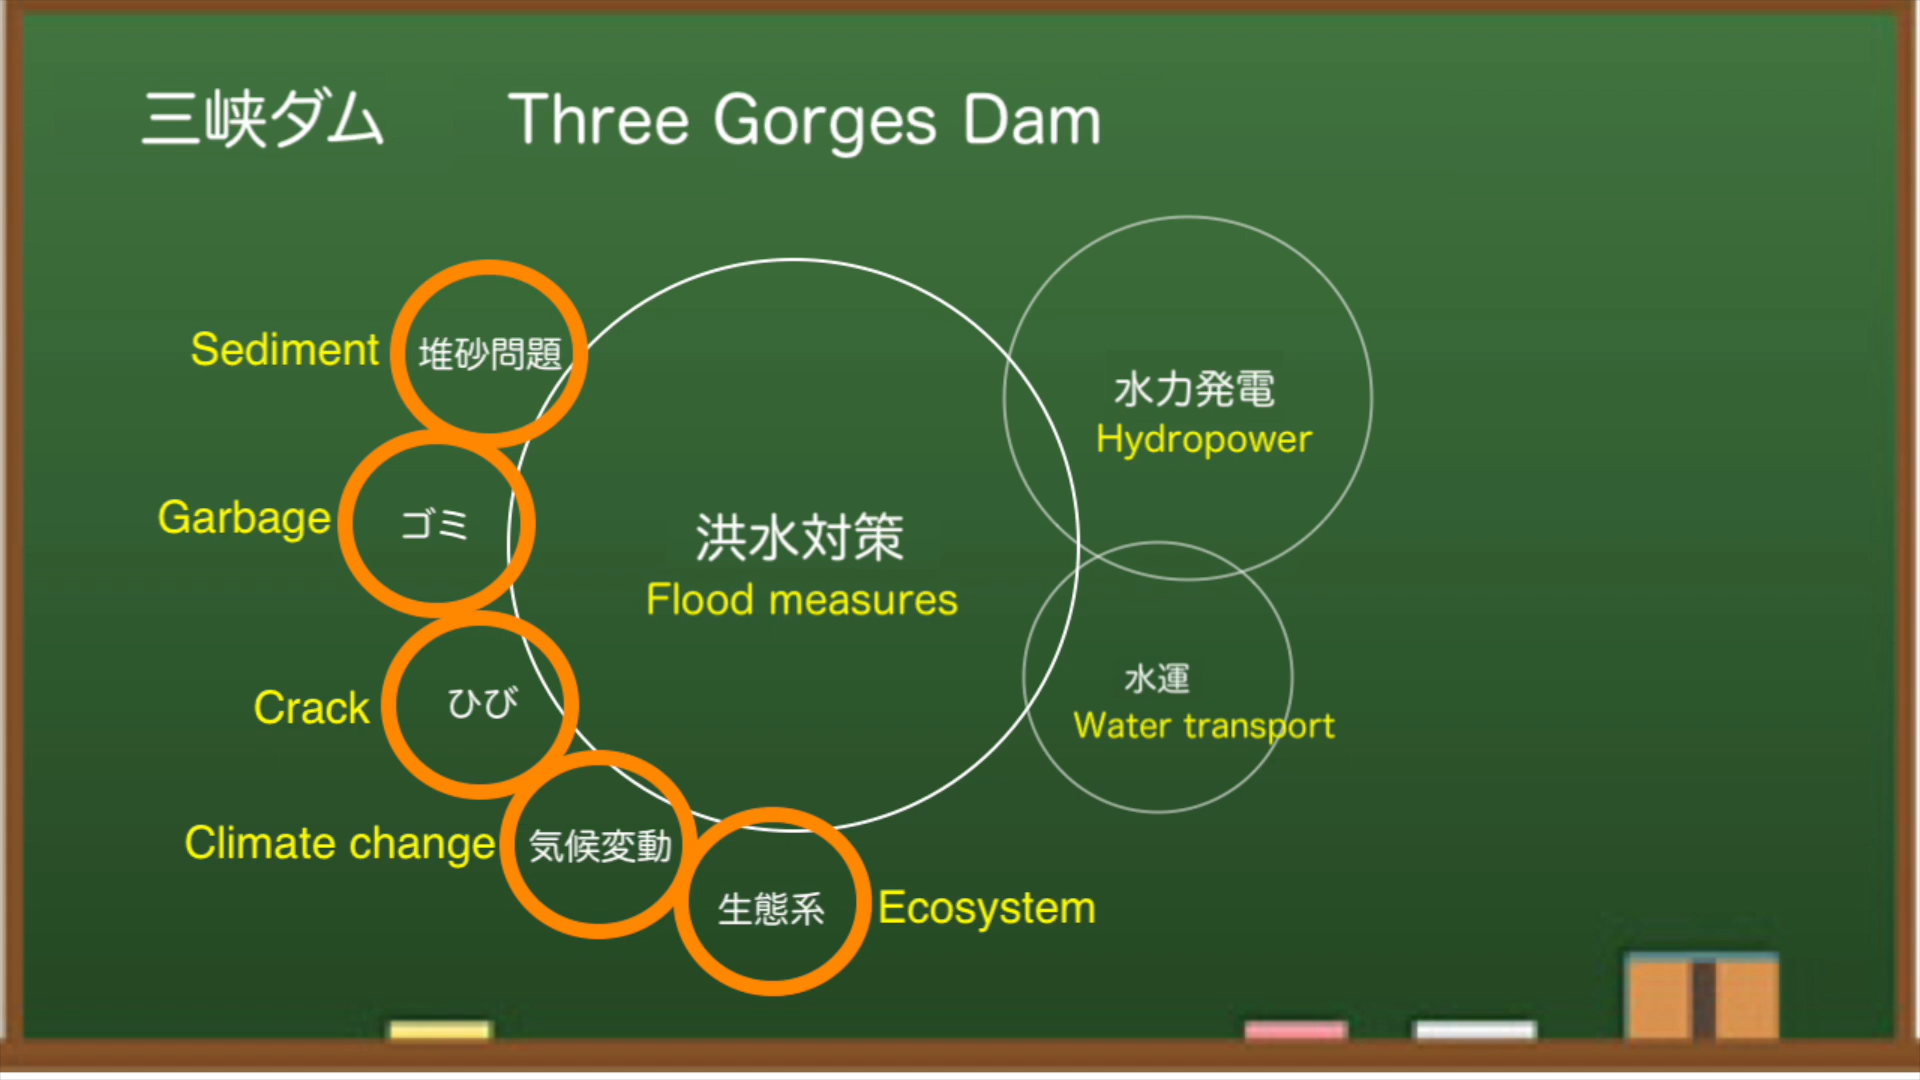 三峡ダム Three Gorges Dam
Sediment 堆砂問題
水力発電
Hydropower
Garbage ゴミ
洪水対策
Flood measures
Crack ひび
水運
Water transport
Climate change 気候変動
生態系 Ecosystem